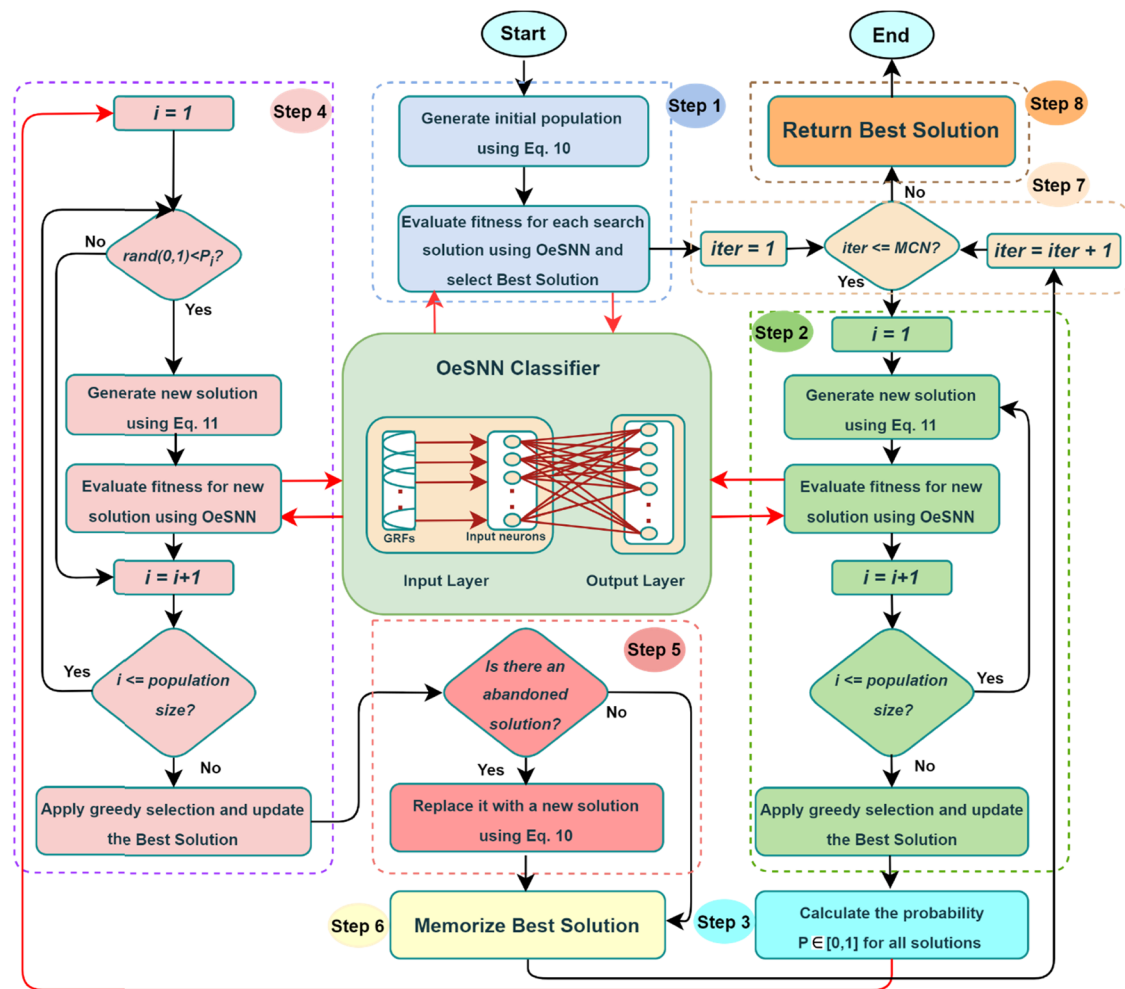 Start
End
Step 4
i = 1
rand(0,1)<Pi?
No
Yes
Generate new solution
using Eq. 11
Evaluate fitness for new
solution using OeSNN
i = i+1
i <= population
size?
Yes
No
Apply greedy selection and update
the Best Solution
Step 1
Generate initial population
using Eq. 10
Evaluate fitness for each search
solution using OeSNN and
select Best Solution
Step 8
Return Best Solution
Step 7
No
iter = 1
iter <= MCN?
iter = iter + 1
Yes
OeSNN Classifier
GRFs
Input neurons
Input Layer
Output Layer
Step 2
i = 1
Generate new solution
using Eq. 11
Evaluate fitness for new
solution using OeSNN
i = i+1
i <= population
size?
Yes
No
Apply greedy selection and update
the Best Solution
Step 5
Is there an
abandoned
solution?
No
Yes
Replace it with a new solution
using Eq. 10
Step 6
Memorize Best Solution
Step 3
Calculate the probability
P∈[0,1] for all solutions